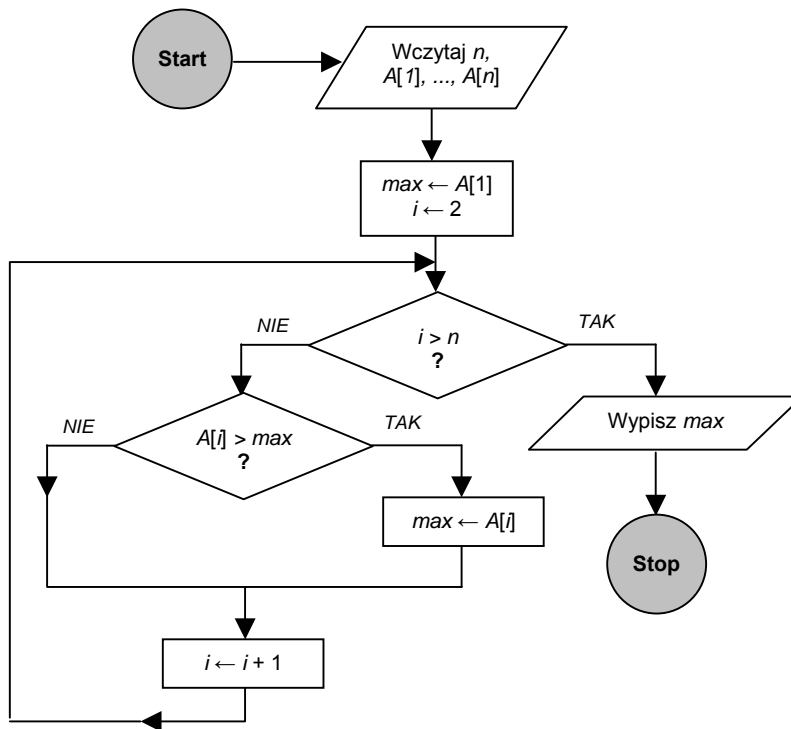 Start
Wczytaj n,
A[1], ..., A[n]
max ← A[1]
i ← 2
NIE
i > n
?
TAK
NIE
A[i] > max
?
TAK
Wypisz max
max ← A[i]
Stop
i ← i + 1